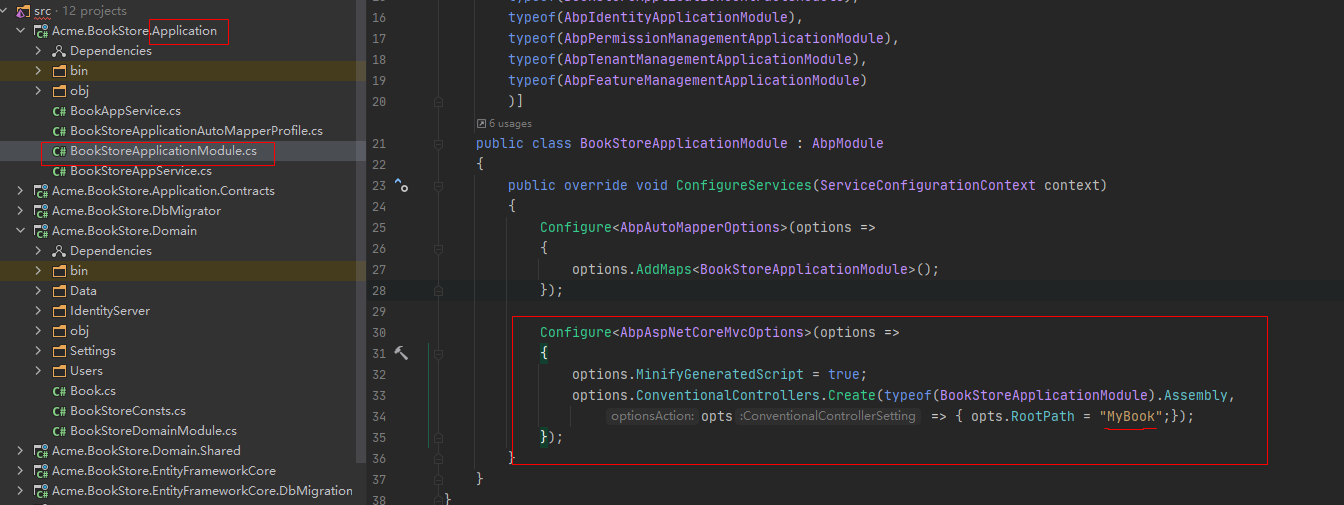 src · 12 projects
Acme.BookStore.Application
Dependencies
bin
obj
C# BookAppService.cs
C# BookStoreApplicationAutoMapperProfile.cs
C# BookStoreApplicationModule.cs
C# BookStoreAppService.cs
Acme.BookStore.Application.Contracts
Acme.BookStore.DbMigrator
Acme.BookStore.Domain
Dependencies
bin
Data
IdentityServer
obj
Settings
Users
C# Book.cs
C# BookStoreConsts.cs
C# BookStoreDomainModule.cs
Acme.BookStore.Domain.Shared
Acme.BookStore.EntityFrameworkCore
Acme.BookStore.EntityFrameworkCore.DbMigration
16 typeof(AbpIdentityApplicationModule),
17 typeof(AbpPermissionManagementApplicationModule),
18 typeof(AbpTenantManagementApplicationModule),
19 typeof(AbpFeatureManagementApplicationModule)
20 )]
6 usages
21 public class BookStoreApplicationModule : AbpModule
22 {
23 public override void ConfigureServices(ServiceConfigurationContext context)
24 {
25 Configure<AbpAutoMapperOptions>(options =>
26 {
27 options.AddMaps<BookStoreApplicationModule>();
28 });
29
30 Configure<AbpAspNetCoreMvcOptions>(options =>
31 {
32 options.MinifyGeneratedScript = true;
33 options.ConventionalControllers.Create(typeof(BookStoreApplicationModule).Assembly,
34 optionsAction: opts :ConventionalControllerSetting => { opts.RootPath = "MyBook";});
35 });
36 }
37 }
38 }